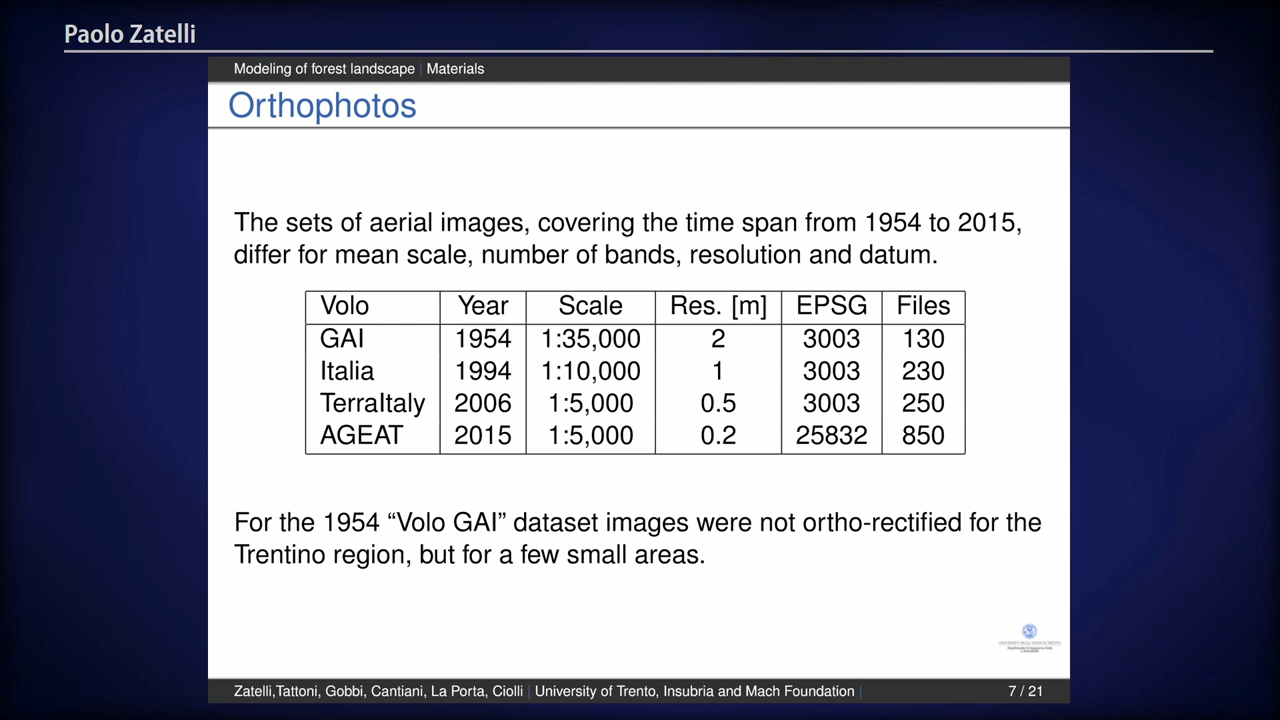 Paolo Zatelli
Modeling of forest landscape | Materials
Orthophotos
The sets of aerial images, covering the time span from 1954 to 2015,
differ for mean scale, number of bands, resolution and datum.
Volo Year Scale Res. [m] EPSG Files
GAI 1954 1:35,000 2 3003 130
Italia 1994 1:10,000 1 3003 230
TerraItaly 2006 1:5,000 0.5 3003 250
AGEAT 2015 1:5,000 0.2 25832 850
For the 1954 “Volo GAI” dataset images were not ortho-rectified for the
Trentino region, but for a few small areas.
Zatelli,Tattoni, Gobbi, Cantiani, La Porta, Ciolli | University of Trento, Insubria and Mach Foundation | 7 / 21